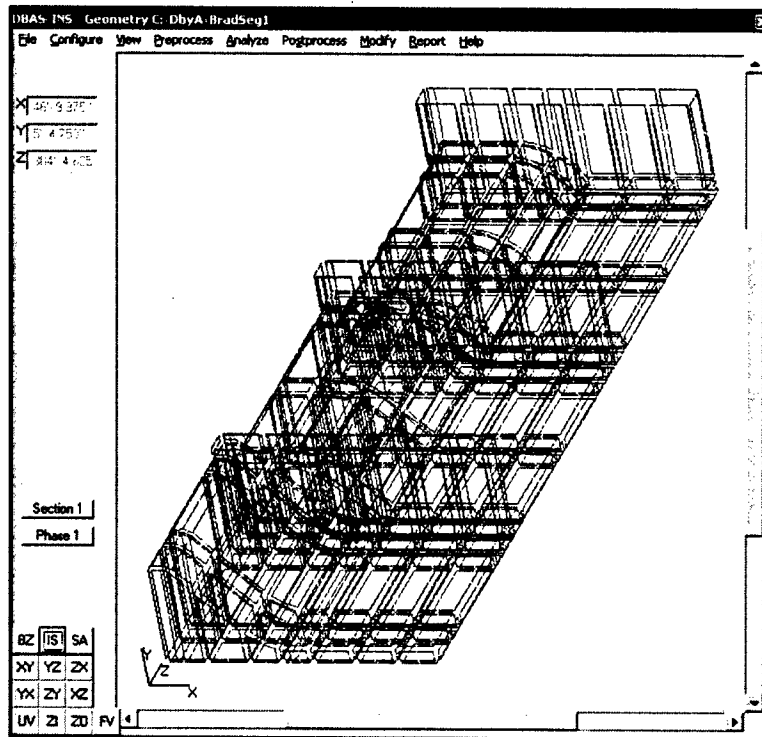 DBAS-INS Geometry C:-DbyA-BradSeg1
File Configure View Preprocess Analyze Postprocess Modify Report Help
X
Y
Z
Section 1
Phase 1
BZ IS SA
XY YZ ZX
YX ZY XZ
UV ZI ZO FV
Y
Z
X